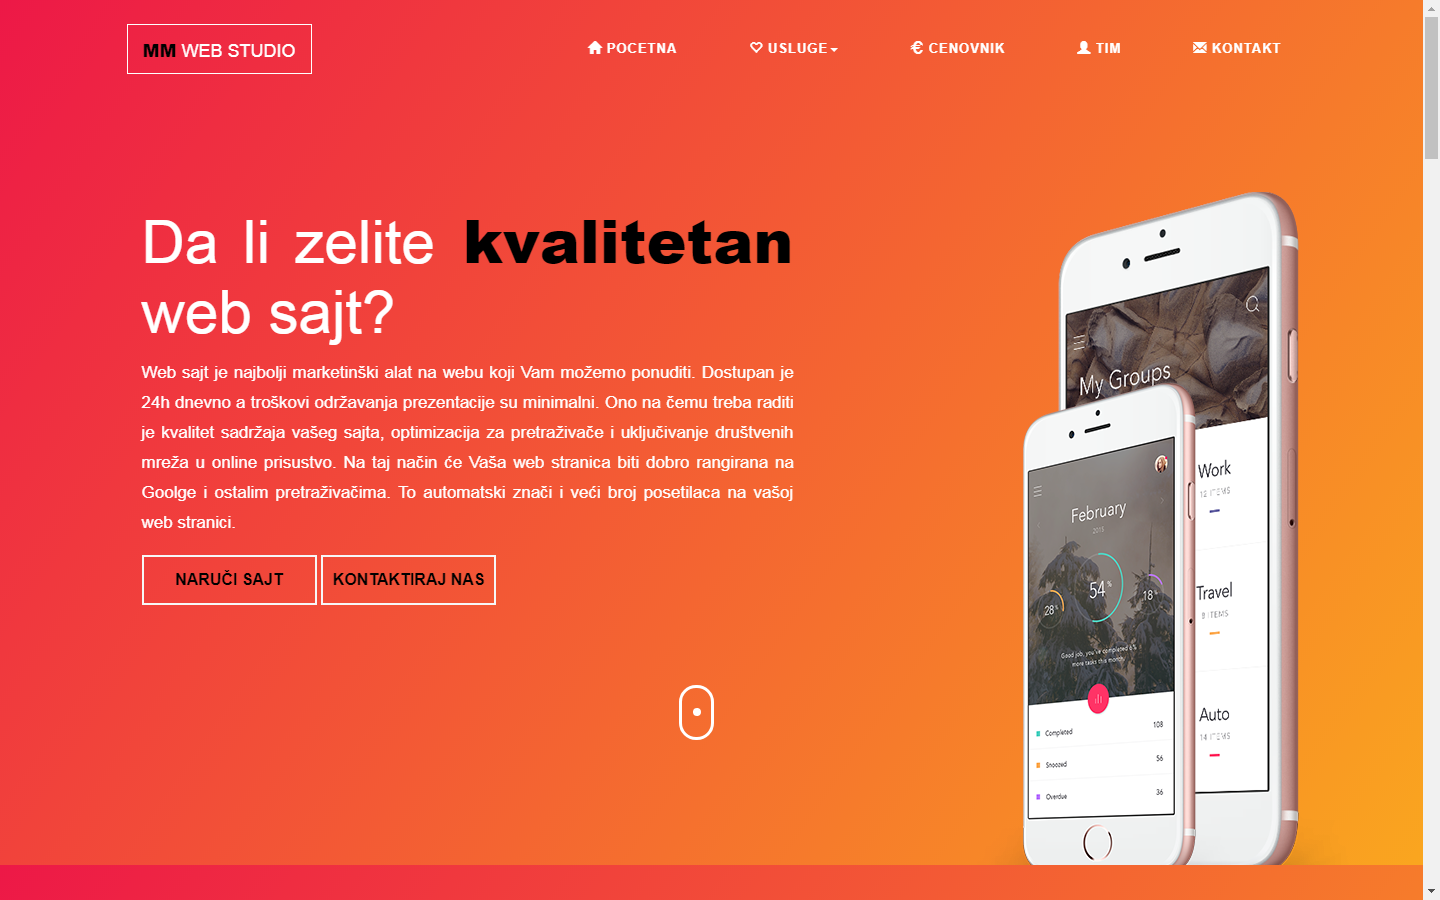 MM WEB STUDIO
POCETNA
USLUGE
CENOVNIK
TIM
KONTAKT
Da li zelite kvalitetan
web sajt?
Web sajt je najbolji marketinški alat na webu koji Vam možemo ponuditi. Dostupan je
24h dnevno a troškovi održavanja prezentacije su minimalni. Ono na čemu treba raditi
je kvalitet sadržaja vašeg sajta, optimizacija za pretraživače i uključivanje društvenih
mreža u online prisustvo. Na taj način će Vaša web stranica biti dobro rangirana na
Goolge i ostalim pretraživačima. To automatski znači i veći broj posetilaca na vašoj
web stranici.
NARUČI SAJT
KONTAKTIRAJ NAS
My Groups
Work
12 ITEMS
Travel
8 ITEMS
Auto
14 ITEMS
February
2015
28%
54%
18%
Good job, you've completed 6%
more tasks this month
Completed 108
Snoozed 56
Overdue 36